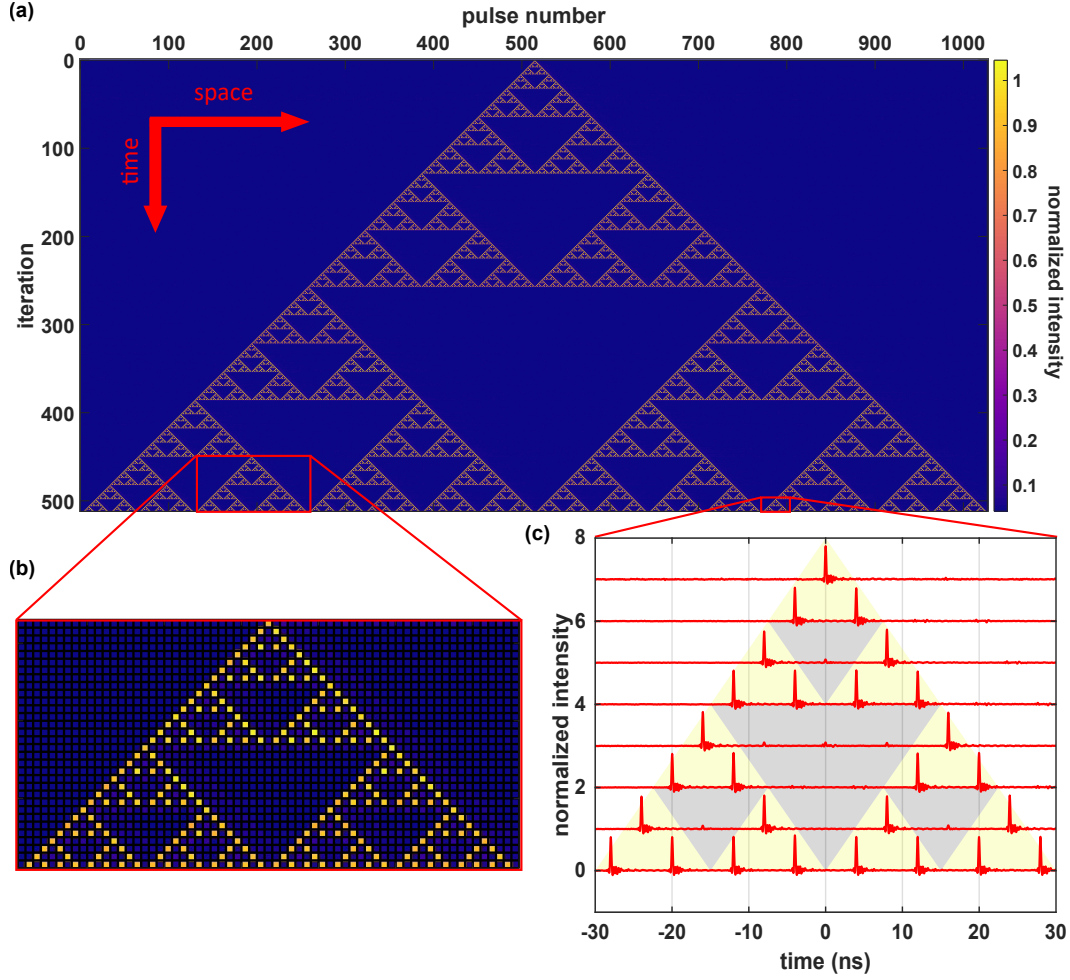 (a)
pulse number
0 100 200 300 400 500 600 700 800 900 1000
0
100
200
300
400
500
iteration
space
time
1
0.9
0.8
0.7
0.6
0.5
0.4
0.3
0.2
0.1
normalized intensity
(b)
(c)
8
6
4
2
0
normalized intensity
-30 -20 -10 0 10 20 30
time (ns)